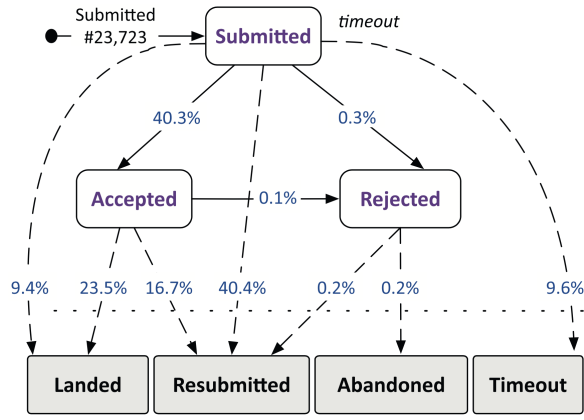 Submitted
#23,723
Submitted
timeout
40.3%
0.3%
Accepted
0.1%
Rejected
9.4%
23.5%
16.7%
40.4%
0.2%
0.2%
9.6%
Landed
Resubmitted
Abandoned
Timeout